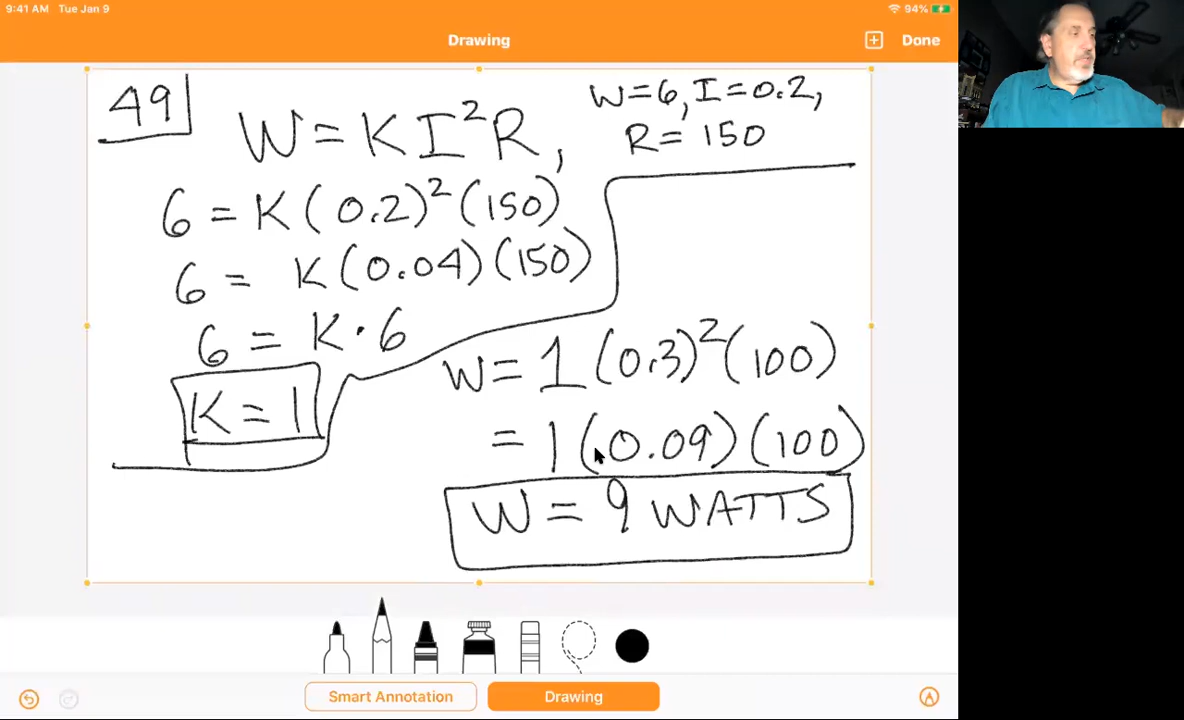 9:41 AM Tue Jan 9
94%
Drawing
Done
49
W = K I²R,
W=6, I=0.2,
R = 150
6 = K(0.2)²(150)
6 = K(0.04)(150)
6 = K·6
K = 1
W = 1(0.3)²(100)
= 1(0.09)(100)
W = 9 WATTS
Smart Annotation
Drawing